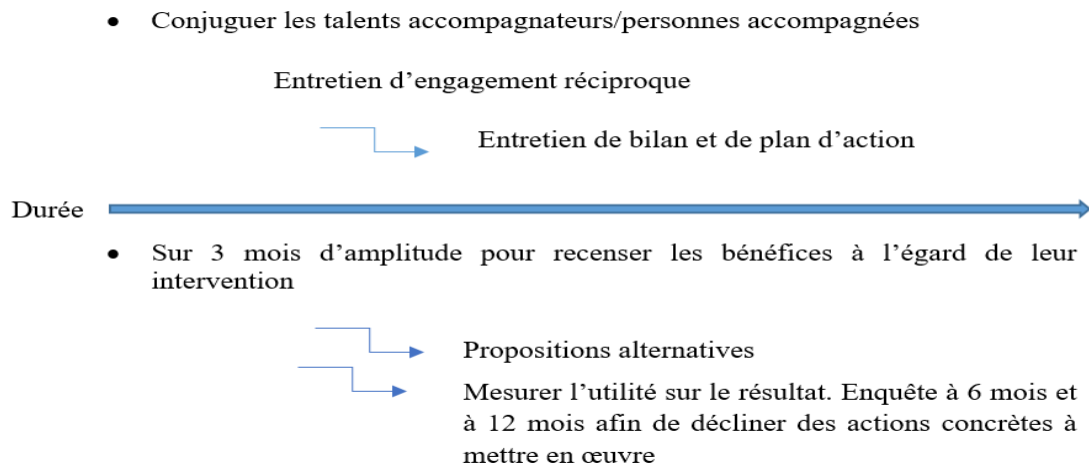 • Conjuguer les talents accompagnateurs/personnes accompagnées
Entretien d’engagement réciproque
Entretien de bilan et de plan d’action
Durée
• Sur 3 mois d’amplitude pour recenser les bénéfices à l’égard de leur
intervention
Propositions alternatives
Mesurer l’utilité sur le résultat. Enquête à 6 mois et
à 12 mois afin de décliner des actions concrètes à
mettre en œuvre